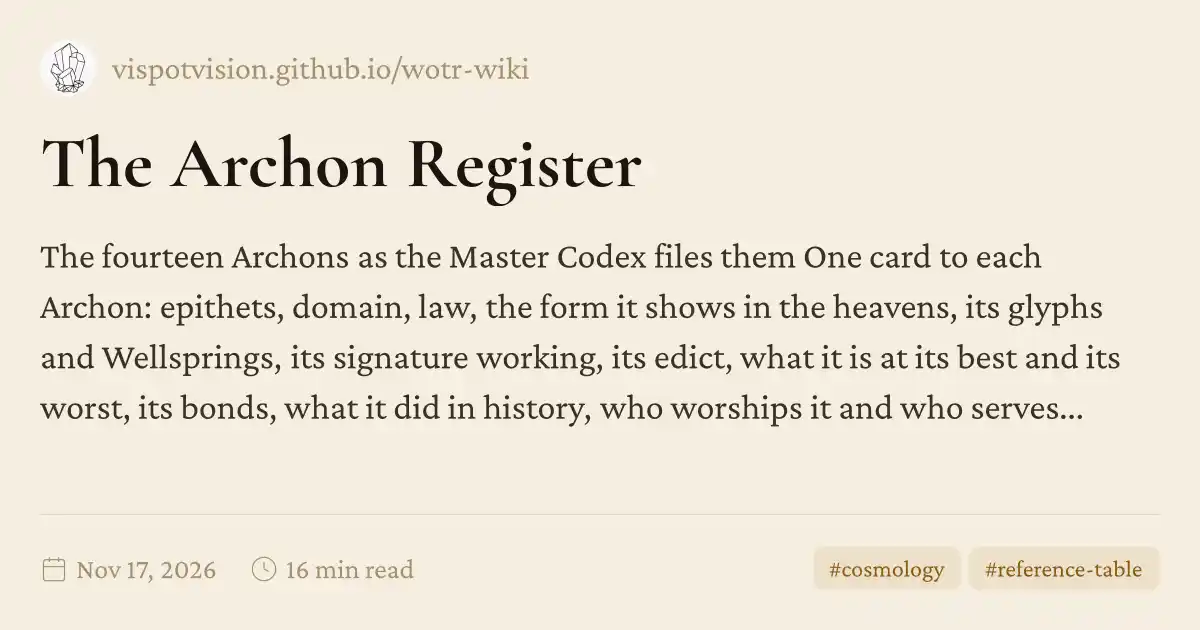 vispotvision.github.io/wotr-wiki
The Archon Register
The fourteen Archons as the Master Codex files them One card to each
Archon: epithets, domain, law, the form it shows in the heavens, its glyphs
and Wellsprings, its signature working, its edict, what it is at its best and its
worst, its bonds, what it did in history, who worships it and who serves...
Nov 17, 2026
16 min read
#cosmology
#reference-table